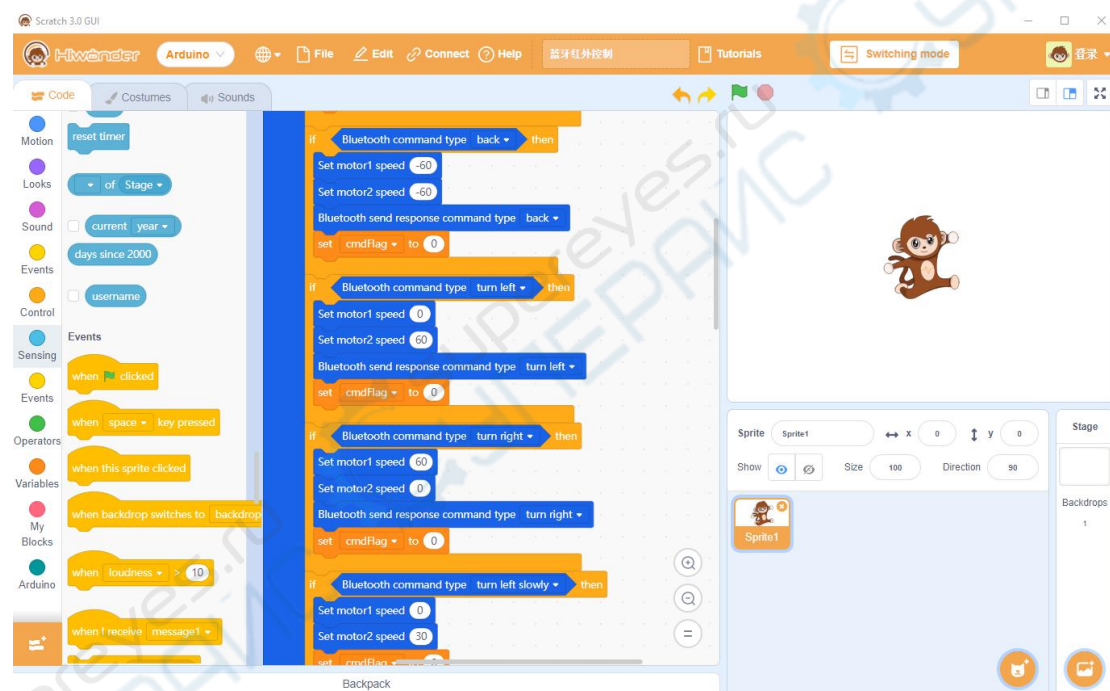 Scratch 3.0 GUI
Hiwonder Arduino File Edit Connect Help 蓝牙红外控制 Tutorials Switching mode 登录
Code Costumes Sounds
Motion
Looks
Sound
Events
Control
Sensing
Events
Operators
Variables
My
Blocks
Arduino
reset timer
of Stage
current year
days since 2000
username
Events
when clicked
when space key pressed
when this sprite clicked
when backdrop switches to backdrop
when loudness > 10
when I receive message1
if Bluetooth command type back then
Set motor1 speed -60
Set motor2 speed -60
Bluetooth send response command type back
set cmdFlag to 0
if Bluetooth command type turn left then
Set motor1 speed 0
Set motor2 speed 60
Bluetooth send response command type turn left
set cmdFlag to 0
if Bluetooth command type turn right then
Set motor1 speed 60
Set motor2 speed 0
Bluetooth send response command type turn right
set cmdFlag to 0
if Bluetooth command type turn left slowly then
Set motor1 speed 0
Set motor2 speed 30
set cmdFlag
Backpack
Sprite Sprite1 x 0 y 0
Show Size 100 Direction 90
Sprite1
Stage
Backdrops
1